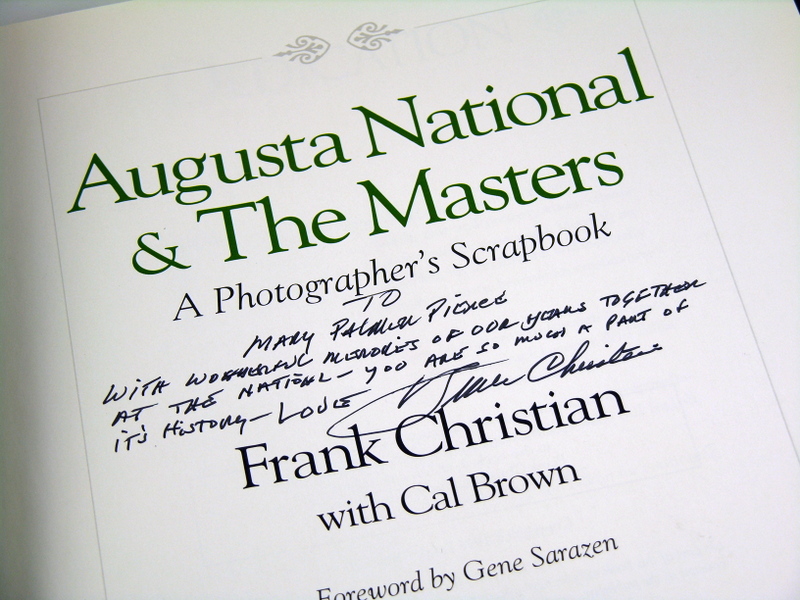 Augusta National
& The Masters
A Photographer's Scrapbook
TO
MARY PALMER PIERCE
WITH WONDERFUL MEMORIES OF OUR YEARS TOGETHER
AT THE NATIONAL - YOU ARE SO MUCH A PART OF
IT'S HISTORY - LOVE
Frank Christian
Frank Christian
with Cal Brown
Foreword by Gene Sarazen